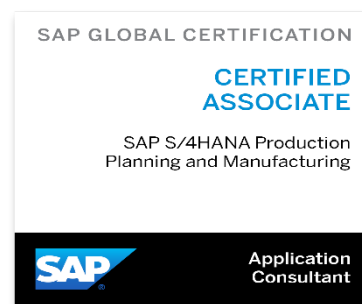 SAP GLOBAL CERTIFICATION
CERTIFIED
ASSOCIATE
SAP S/4HANA Production
Planning and Manufacturing
SAP®
Application
Consultant